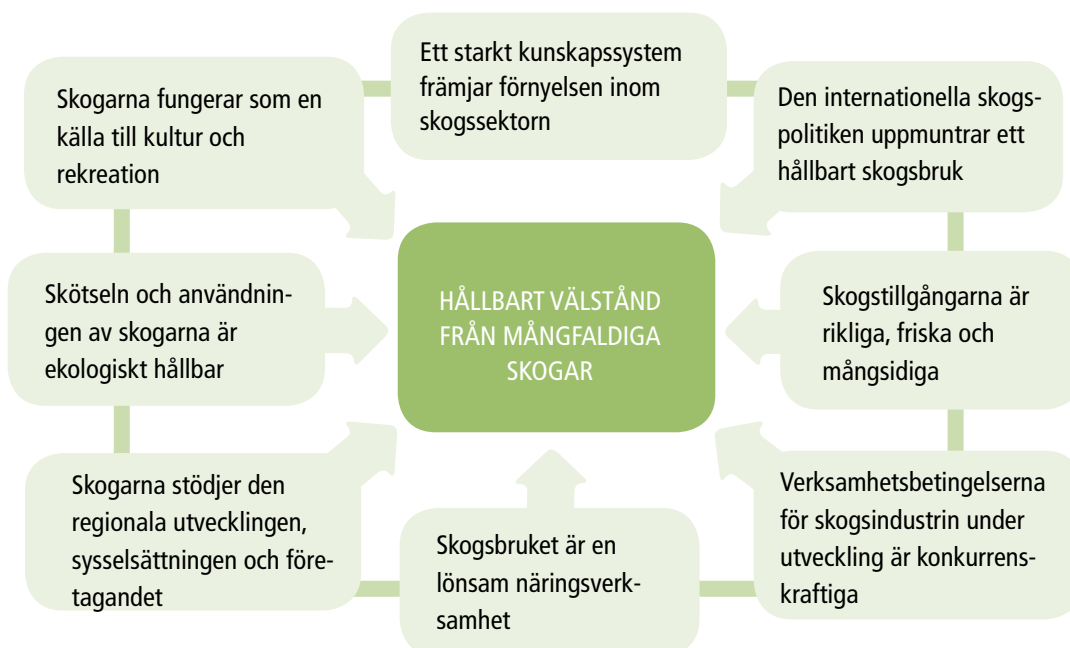 Ett starkt kunskapssystem
främjar förnyelsen inom
skogssektorn
Skogarna fungerar som en
källa till kultur och
rekreation
Den internationella skogs-
politiken uppmuntrar ett
hållbart skogsbruk
Skötseln och användnin-
gen av skogarna är
ekologiskt hållbar
HÅLLBART VÄLSTÅND
FRÅN MÅNGFALDIGA
SKOGAR
Skogstillgångarna är
rikliga, friska och
mångsidiga
Skogarna stödjer den
regionala utvecklingen,
sysselsättningen och före-
tagandet
Skogsbruket är en
lönsam näringsverk-
samhet
Verksamhetsbetingelserna
för skogsindustrin under
utveckling är konkurrens-
kraftiga